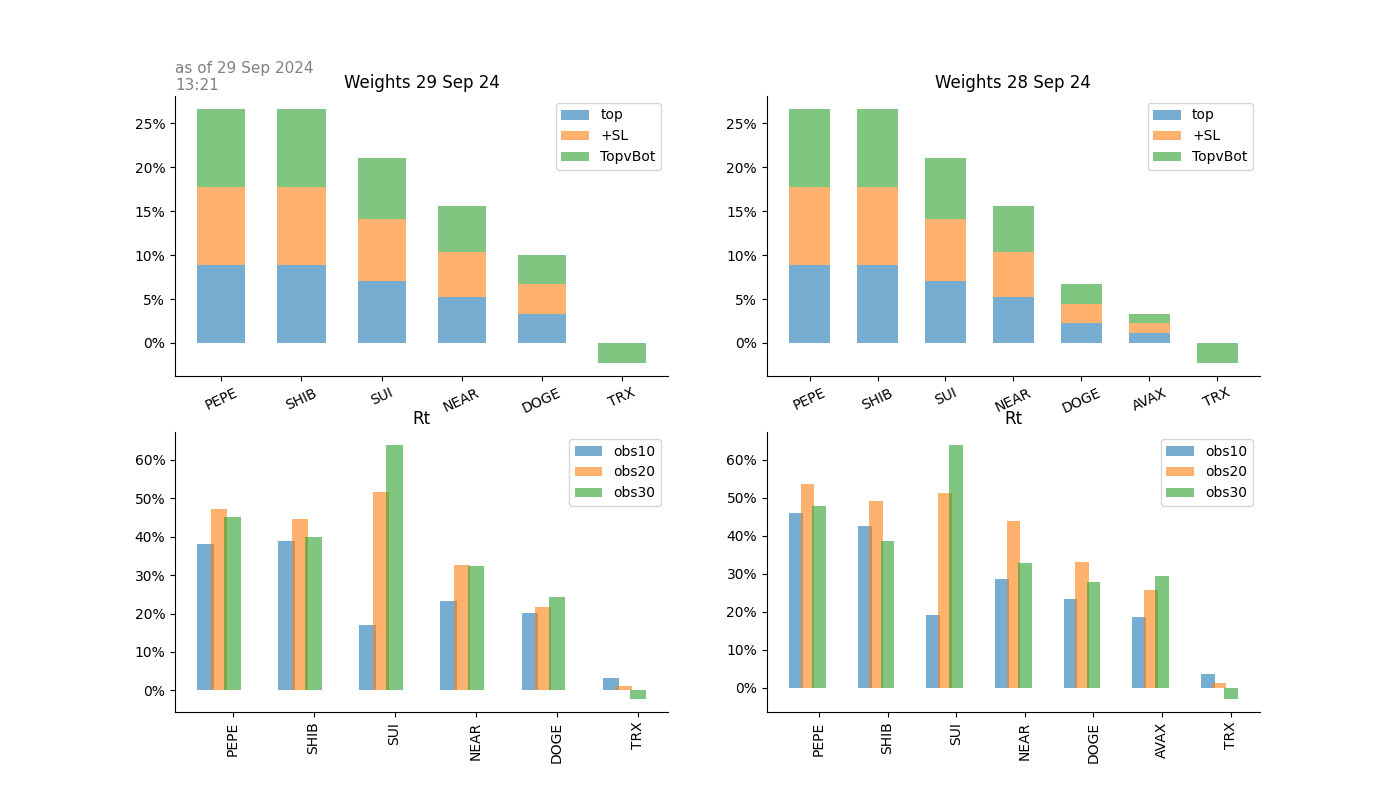 as of 29 Sep 2024
13:21
Weights 29 Sep 24
25%
20%
15%
10%
5%
0%
top
+SL
TopvBot
PEPE SHIB SUI NEAR DOGE TRX
Weights 28 Sep 24
25%
20%
15%
10%
5%
0%
top
+SL
TopvBot
PEPE SHIB SUI NEAR DOGE AVAX TRX
Rt
60%
50%
40%
30%
20%
10%
0%
obs10
obs20
obs30
PEPE SHIB SUI NEAR DOGE TRX
Rt
60%
50%
40%
30%
20%
10%
0%
obs10
obs20
obs30
PEPE SHIB SUI NEAR DOGE AVAX TRX